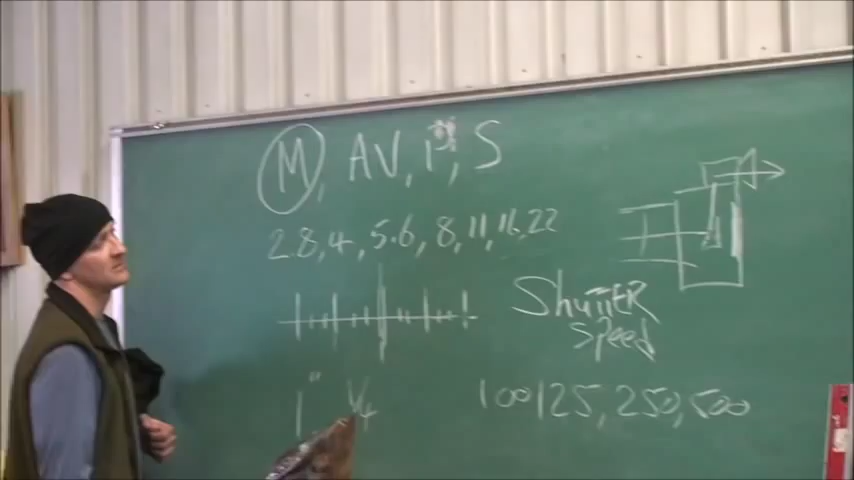 M, AV, P, S
2.8, 4, 5.6, 8, 11, 16, 22
ShuTTER
speed
1" 1/4
100 125, 250, 500